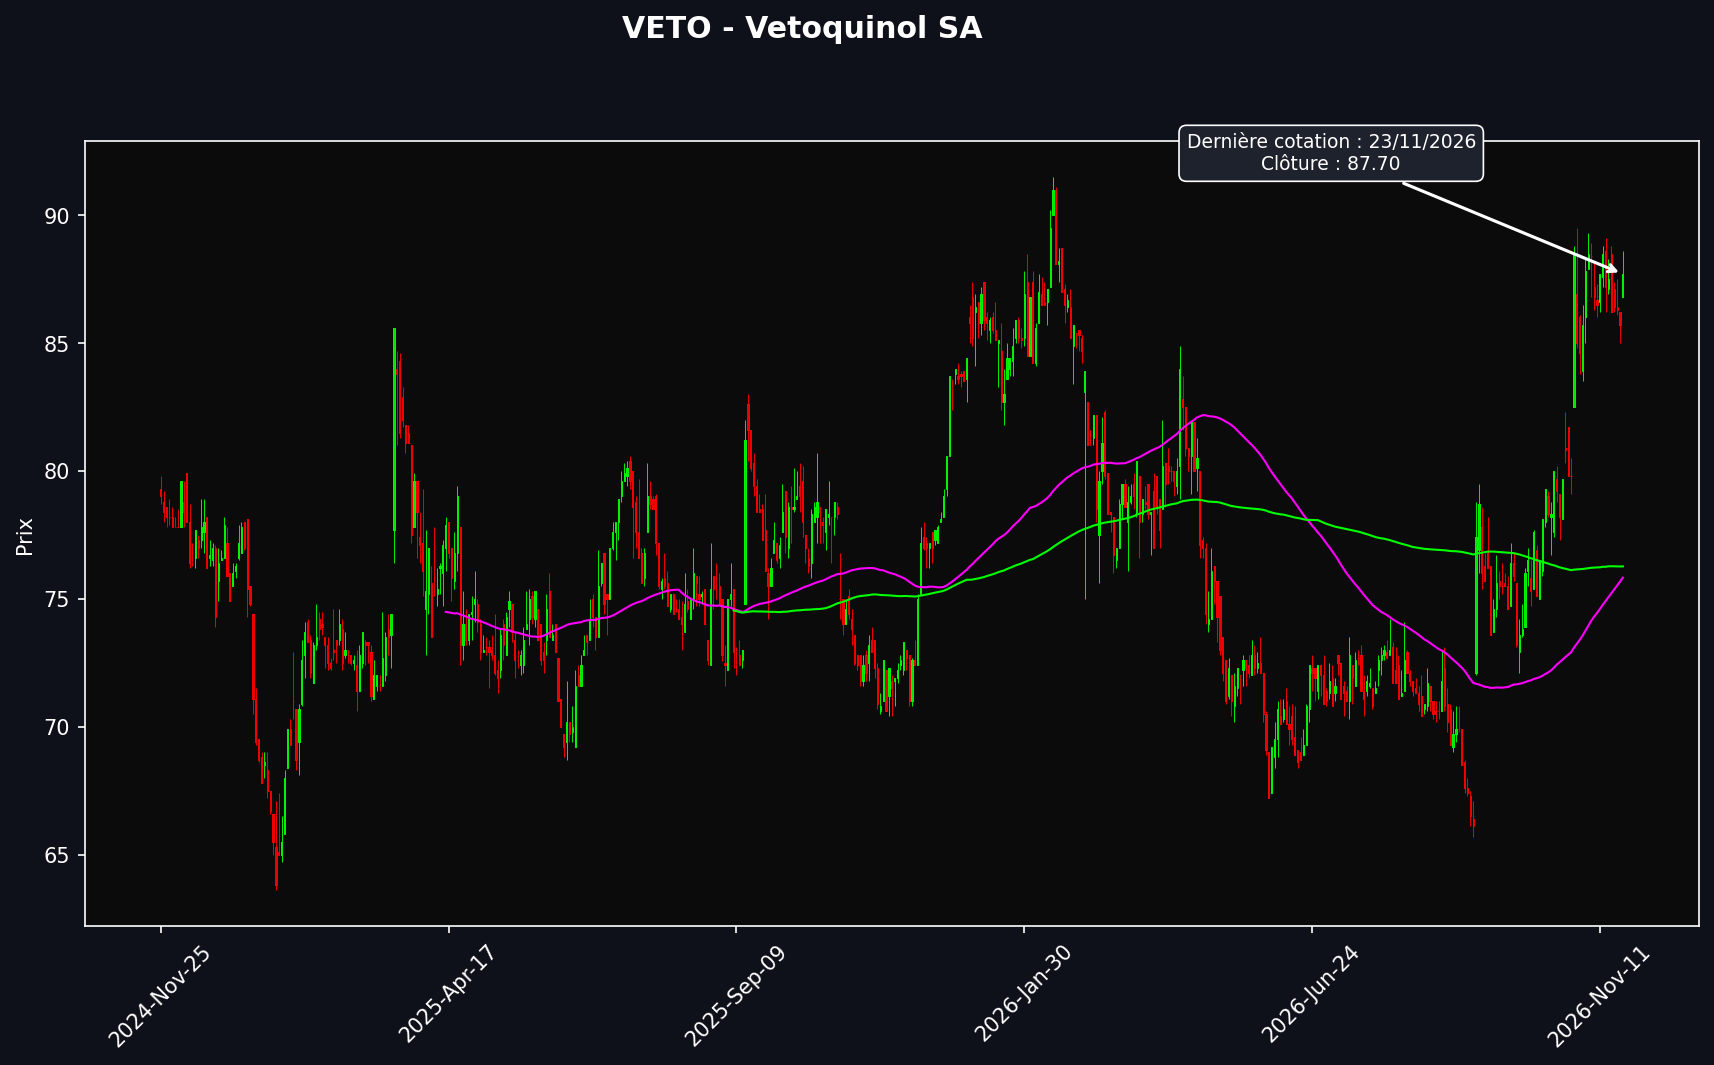 VETO - Vetoquinol SA
Dernière cotation : 23/11/2026
Clôture : 87.70
Prix
90
85
80
75
70
65
2024-Nov-25
2025-Apr-17
2025-Sep-09
2026-Jan-30
2026-Jun-24
2026-Nov-11